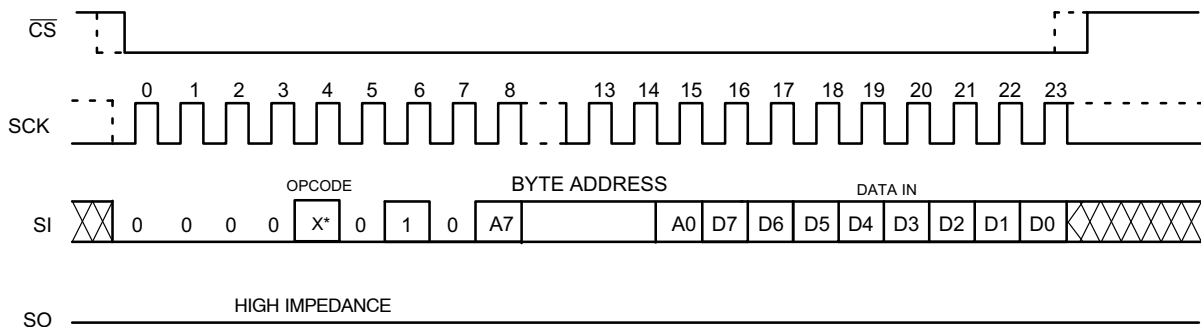 CS
0 1 2 3 4 5 6 7 8 13 14 15 16 17 18 19 20 21 22 23
SCK
OPCODE BYTE ADDRESS DATA IN
SI 0 0 0 0 X* 0 1 0 A7 A0 D7 D6 D5 D4 D3 D2 D1 D0
HIGH IMPEDANCE
SO